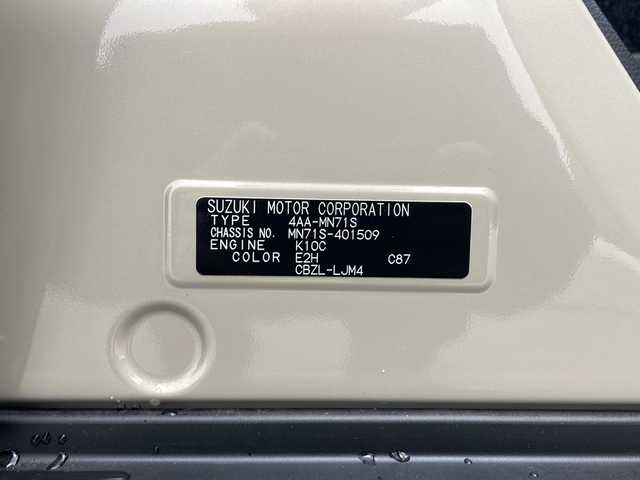 SUZUKI MOTOR CORPORATION
TYPE 4AA-MN71S
CHASSIS NO. MN71S-401509
ENGINE K10C
COLOR E2H C87
CBZL-LJM4